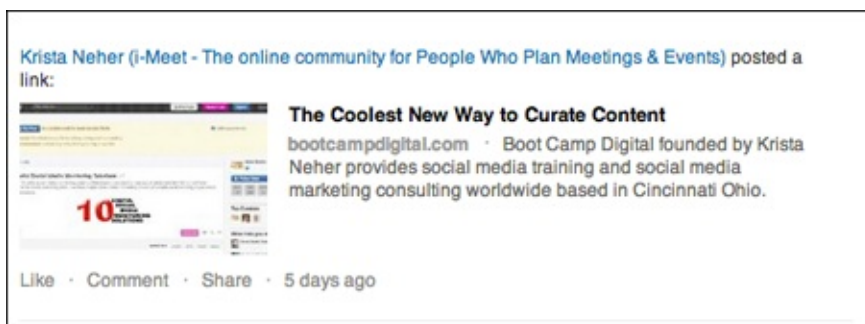 Krista Neher (i-Meet - The online community for People Who Plan Meetings & Events) posted a
link:
The Coolest New Way to Curate Content
bootcampdigital.com · Boot Camp Digital founded by Krista
Neher provides social media training and social media
marketing consulting worldwide based in Cincinnati Ohio.
10
Like · Comment · Share · 5 days ago